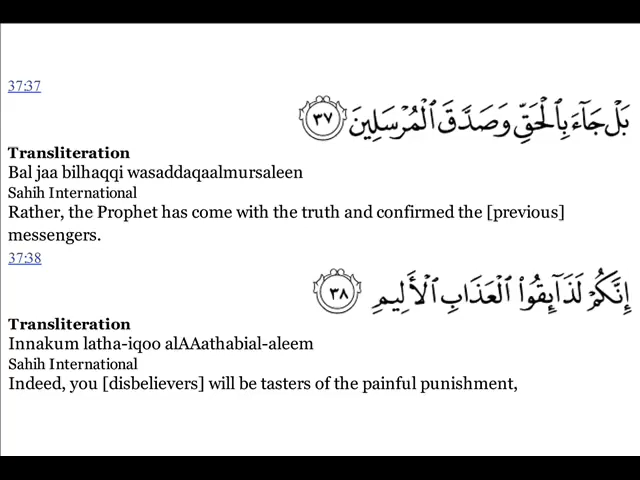 37:37
بَلْ جَآءَ بِٱلْحَقِّ وَصَدَّقَ ٱلْمُرْسَلِينَ ٣٧
Transliteration
Bal jaa bilhaqqi wasaddaqaalmursaleen
Sahih International
Rather, the Prophet has come with the truth and confirmed the [previous]
messengers.
37:38
إِنَّكُمْ لَذَآئِقُوا۟ ٱلْعَذَابِ ٱلْأَلِيمِ ٣٨
Transliteration
Innakum latha-iqoo alAAathabial-aleem
Sahih International
Indeed, you [disbelievers] will be tasters of the painful punishment,